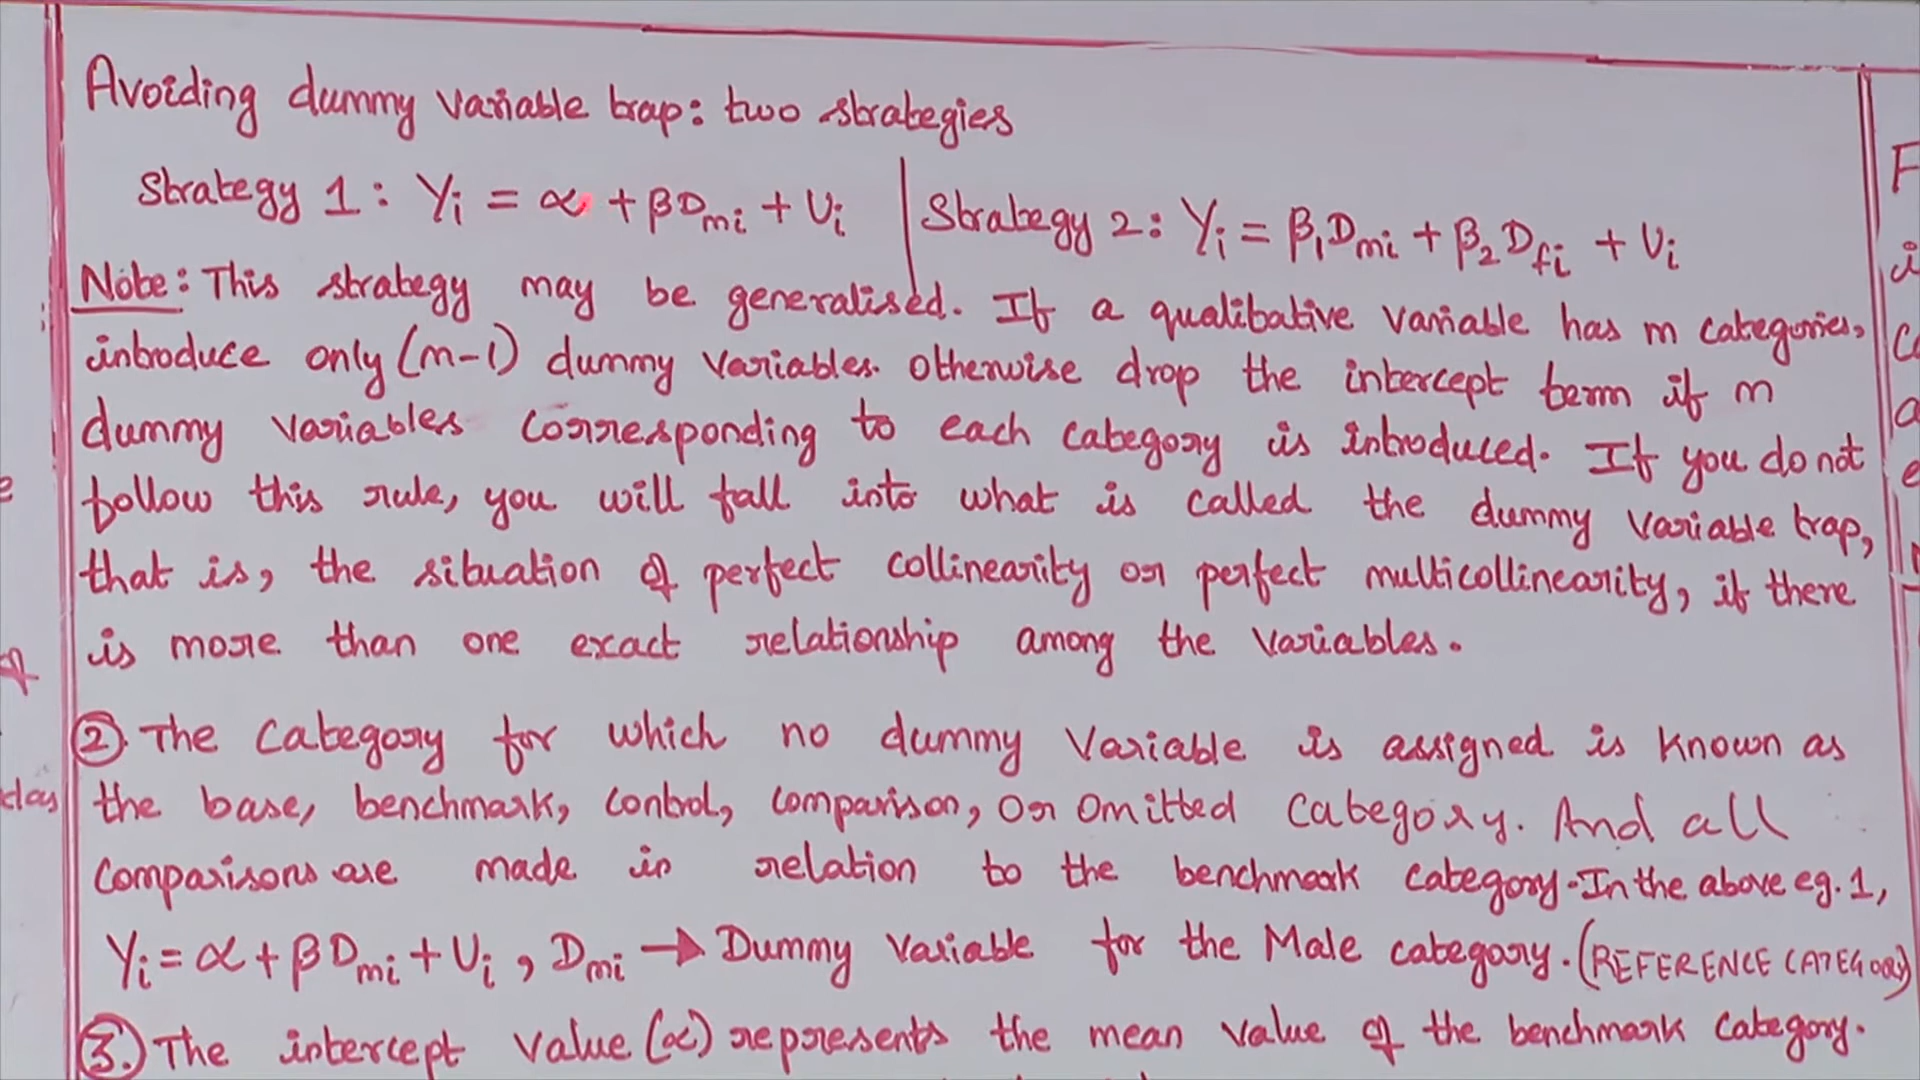 Avoiding dummy variable trap: two strategies
Strategy 1: Yi = α + βDmi + Ui
Strategy 2: Yi = β1Dmi + β2Dfi + Ui
Note: This strategy may be generalised. If a qualitative variable has m categories,
introduce only (m-1) dummy variables. Otherwise drop the intercept term if m
dummy variables corresponding to each category is introduced. If you do not
follow this rule, you will fall into what is called the dummy variable trap,
that is, the situation of perfect collinearity or perfect multicollinearity, if there
is more than one exact relationship among the variables.
②. The category for which no dummy variable is assigned is known as
the base, benchmark, control, comparison, or omitted category. And all
comparisons are made in relation to the benchmark category. In the above eg. 1,
Yi = α + βDmi + Ui, Dmi → Dummy variable for the Male category. (REFERENCE CATEGORY)
③. The intercept value (α) represents the mean value of the benchmark category.